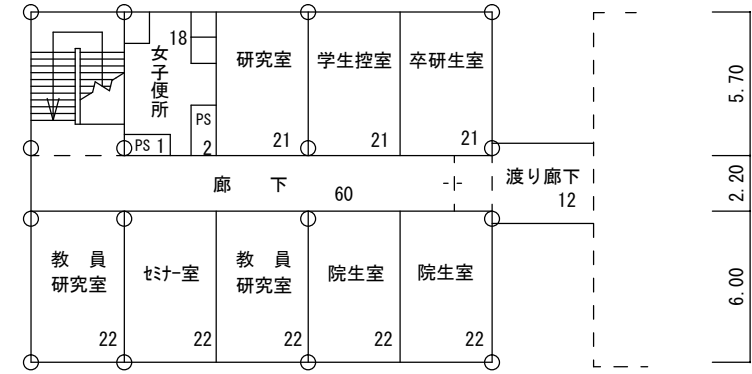 18
女子便所
研究室
学生控室
卒研生室
PS
2
PS 1
21
21
21
廊 下
60
渡り廊下
12
教 員
研究室
22
ｾﾐﾅｰ室
22
教 員
研究室
22
院生室
22
院生室
22
5.70
2.20
6.00